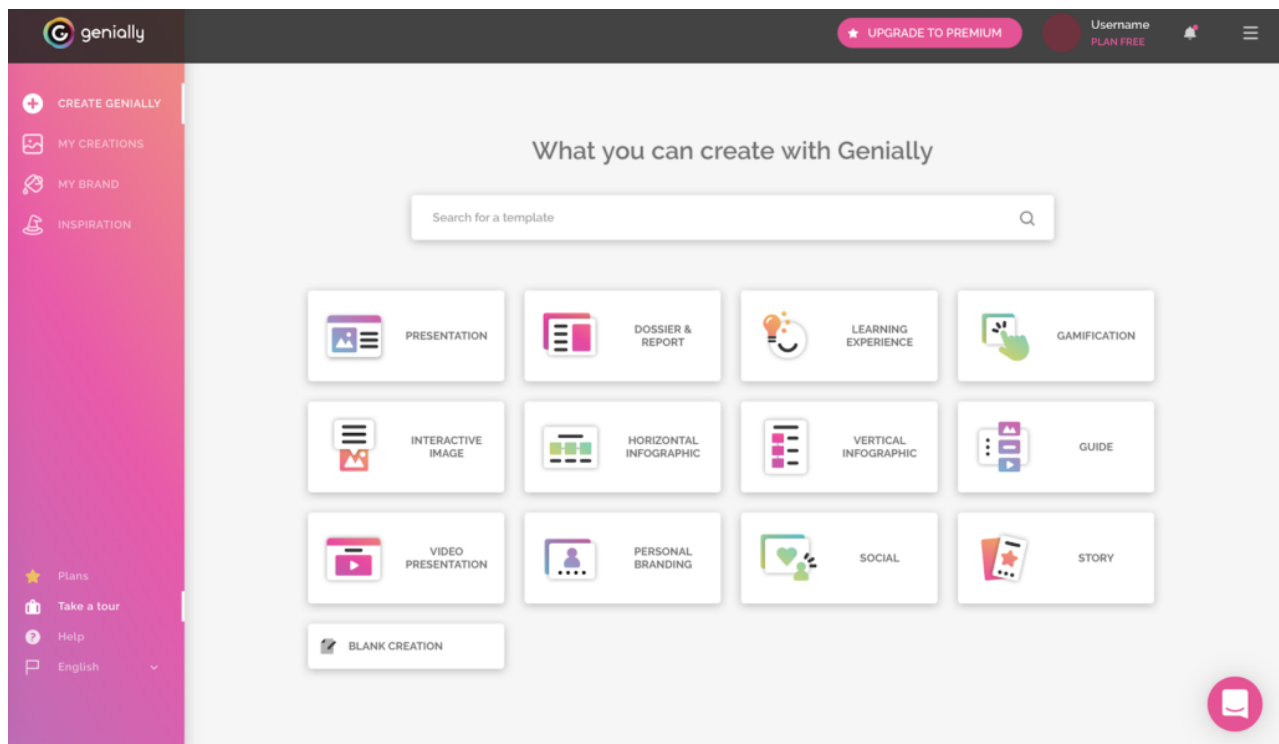 genially
UPGRADE TO PREMIUM
Username
PLAN FREE
CREATE GENIALLY
MY CREATIONS
MY BRAND
INSPIRATION
Plans
Take a tour
Help
English
What you can create with Genially
Search for a template
PRESENTATION
DOSSIER &
REPORT
LEARNING
EXPERIENCE
GAMIFICATION
INTERACTIVE
IMAGE
HORIZONTAL
INFOGRAPHIC
VERTICAL
INFOGRAPHIC
GUIDE
VIDEO
PRESENTATION
PERSONAL
BRANDING
SOCIAL
STORY
BLANK CREATION